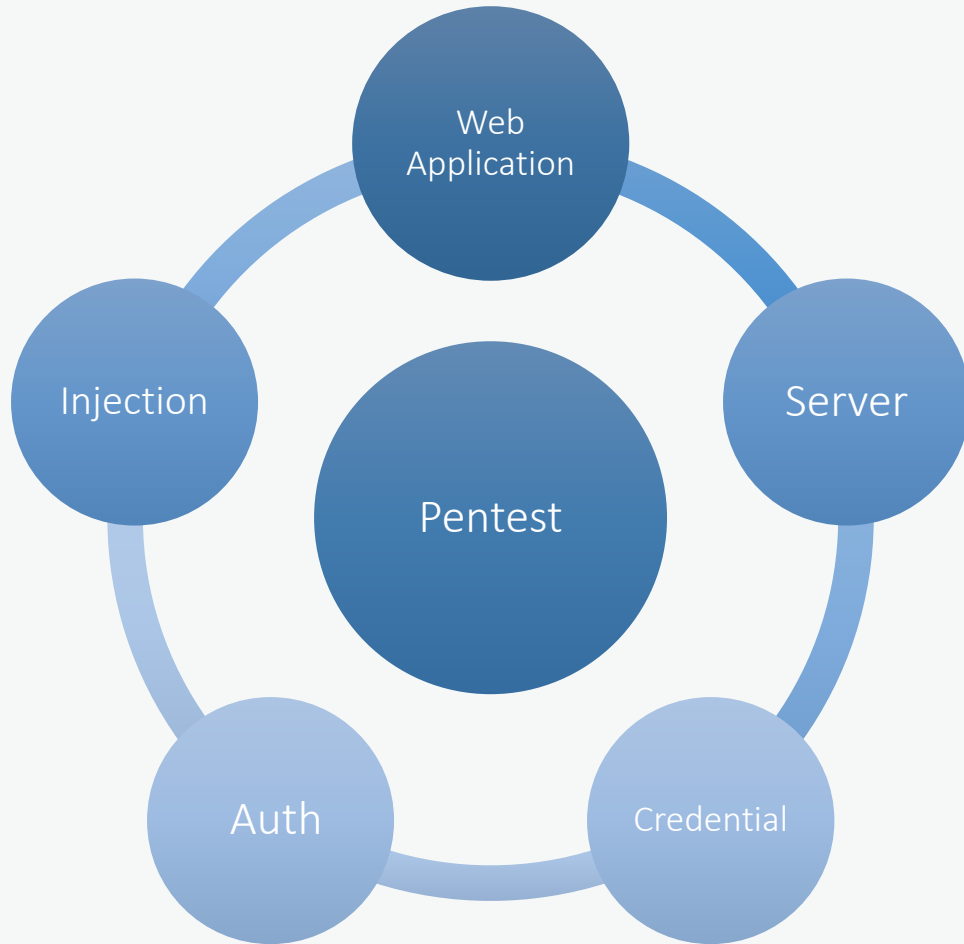 Web
Application
Injection
Server
Pentest
Auth
Credential